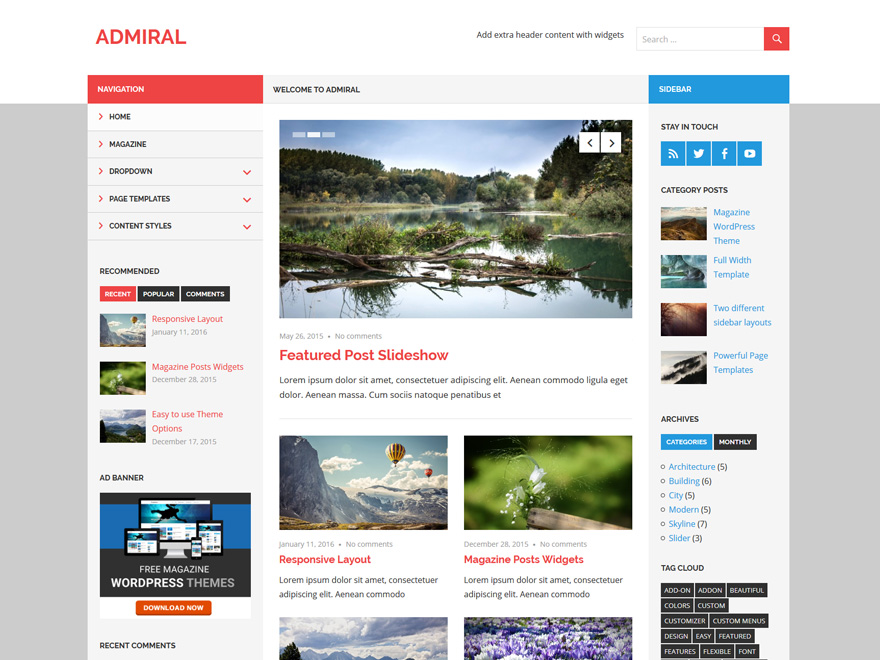 ADMIRAL
Add extra header content with widgets
Search ...
NAVIGATION
HOME
MAGAZINE
DROPDOWN
PAGE TEMPLATES
CONTENT STYLES
RECOMMENDED
RECENT POPULAR COMMENTS
Responsive Layout
January 11, 2016
Magazine Posts Widgets
December 28, 2015
Easy to use Theme
Options
December 17, 2015
AD BANNER
FREE MAGAZINE
WORDPRESS THEMES
DOWNLOAD NOW
RECENT COMMENTS
WELCOME TO ADMIRAL
May 26, 2015 • No comments
Featured Post Slideshow
Lorem ipsum dolor sit amet, consectetuer adipiscing elit. Aenean commodo ligula eget
dolor. Aenean massa. Cum sociis natoque penatibus et
January 11, 2016 • No comments
Responsive Layout
Lorem ipsum dolor sit amet, consectetuer
adipiscing elit. Aenean commodo
December 28, 2015 • No comments
Magazine Posts Widgets
Lorem ipsum dolor sit amet, consectetuer
adipiscing elit. Aenean commodo
SIDEBAR
STAY IN TOUCH
CATEGORY POSTS
Magazine
WordPress
Theme
Full Width
Template
Two different
sidebar layouts
Powerful Page
Templates
ARCHIVES
CATEGORIES MONTHLY
Architecture (5)
Building (6)
City (5)
Modern (5)
Skyline (7)
Slider (3)
TAG CLOUD
ADD-ON ADDON BEAUTIFUL
COLORS CUSTOM
CUSTOMIZER CUSTOM MENUS
DESIGN EASY FEATURED
FEATURES FLEXIBLE FONT